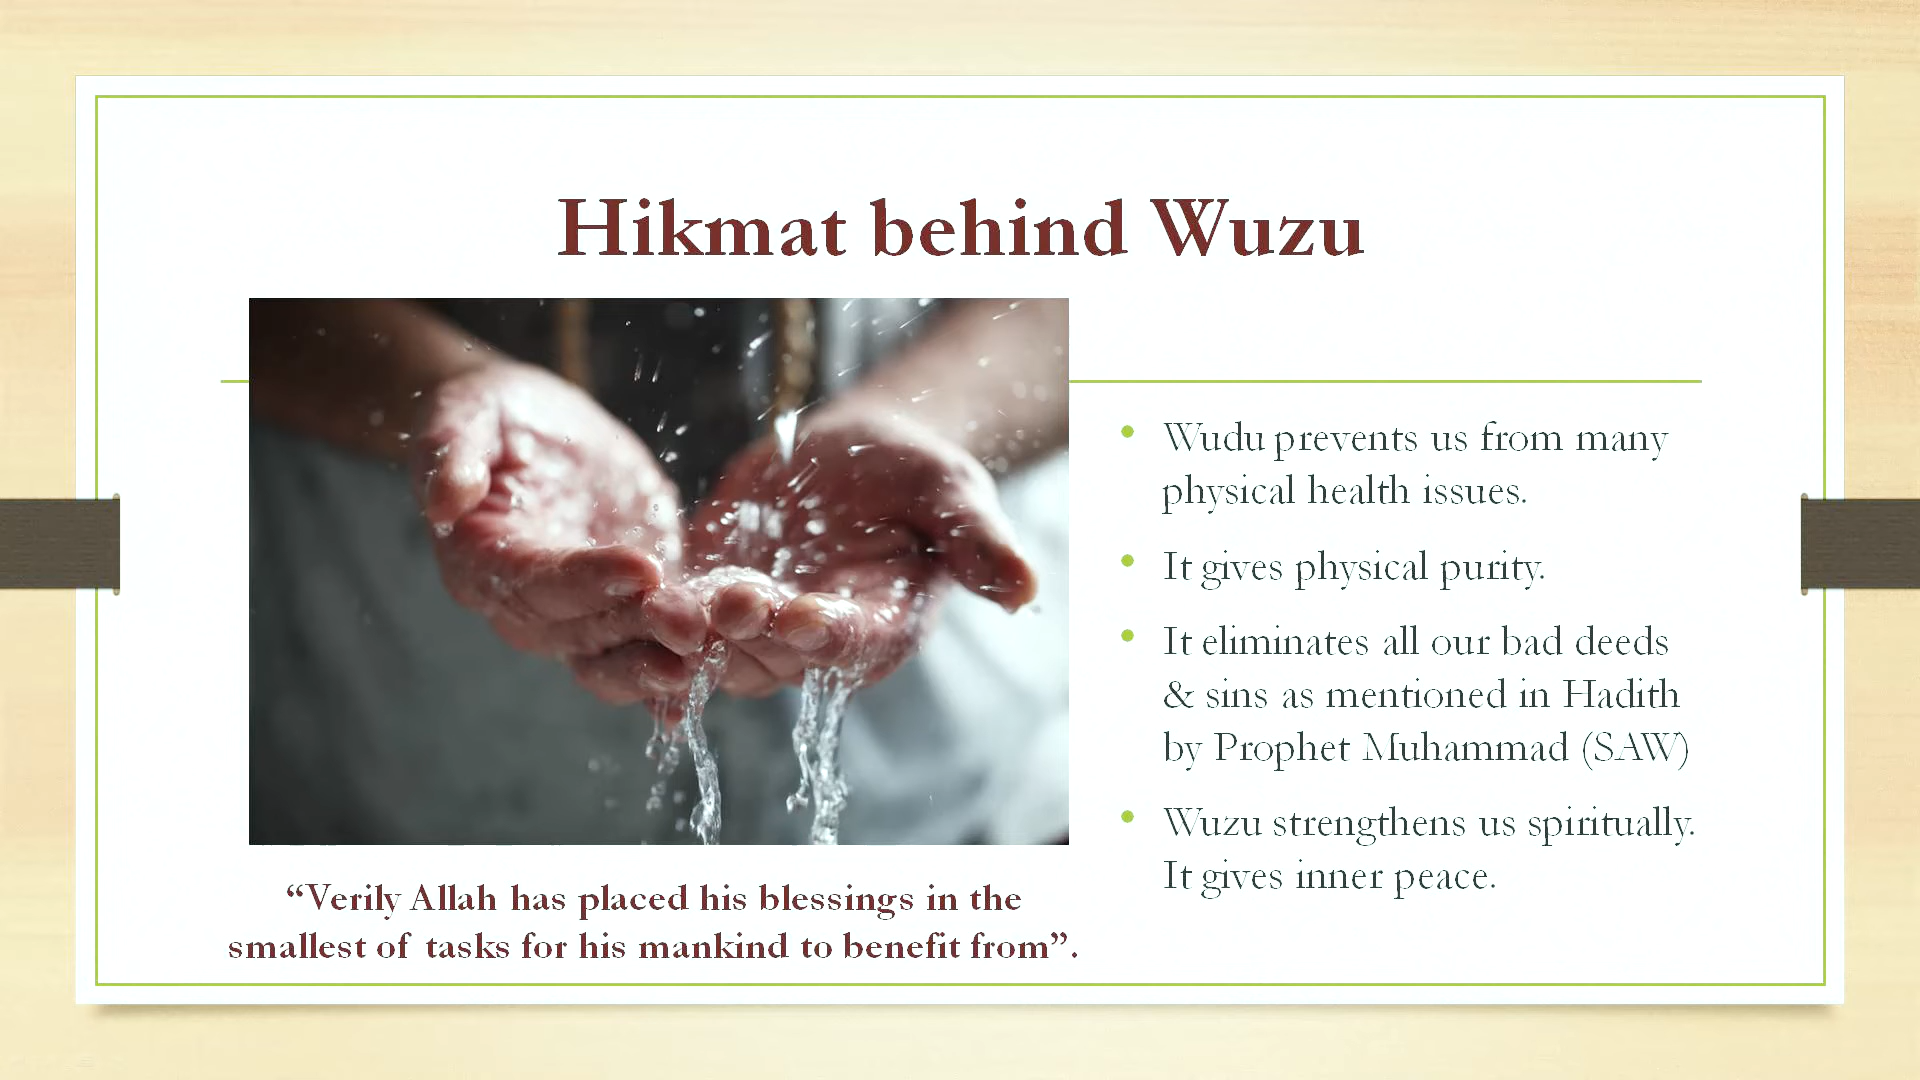 Hikmat behind Wuzu
• Wudu prevents us from many
physical health issues.
• It gives physical purity.
• It eliminates all our bad deeds
& sins as mentioned in Hadith
by Prophet Muhammad (SAW)
• Wuzu strengthens us spiritually.
It gives inner peace.
“Verily Allah has placed his blessings in the
smallest of tasks for his mankind to benefit from”.